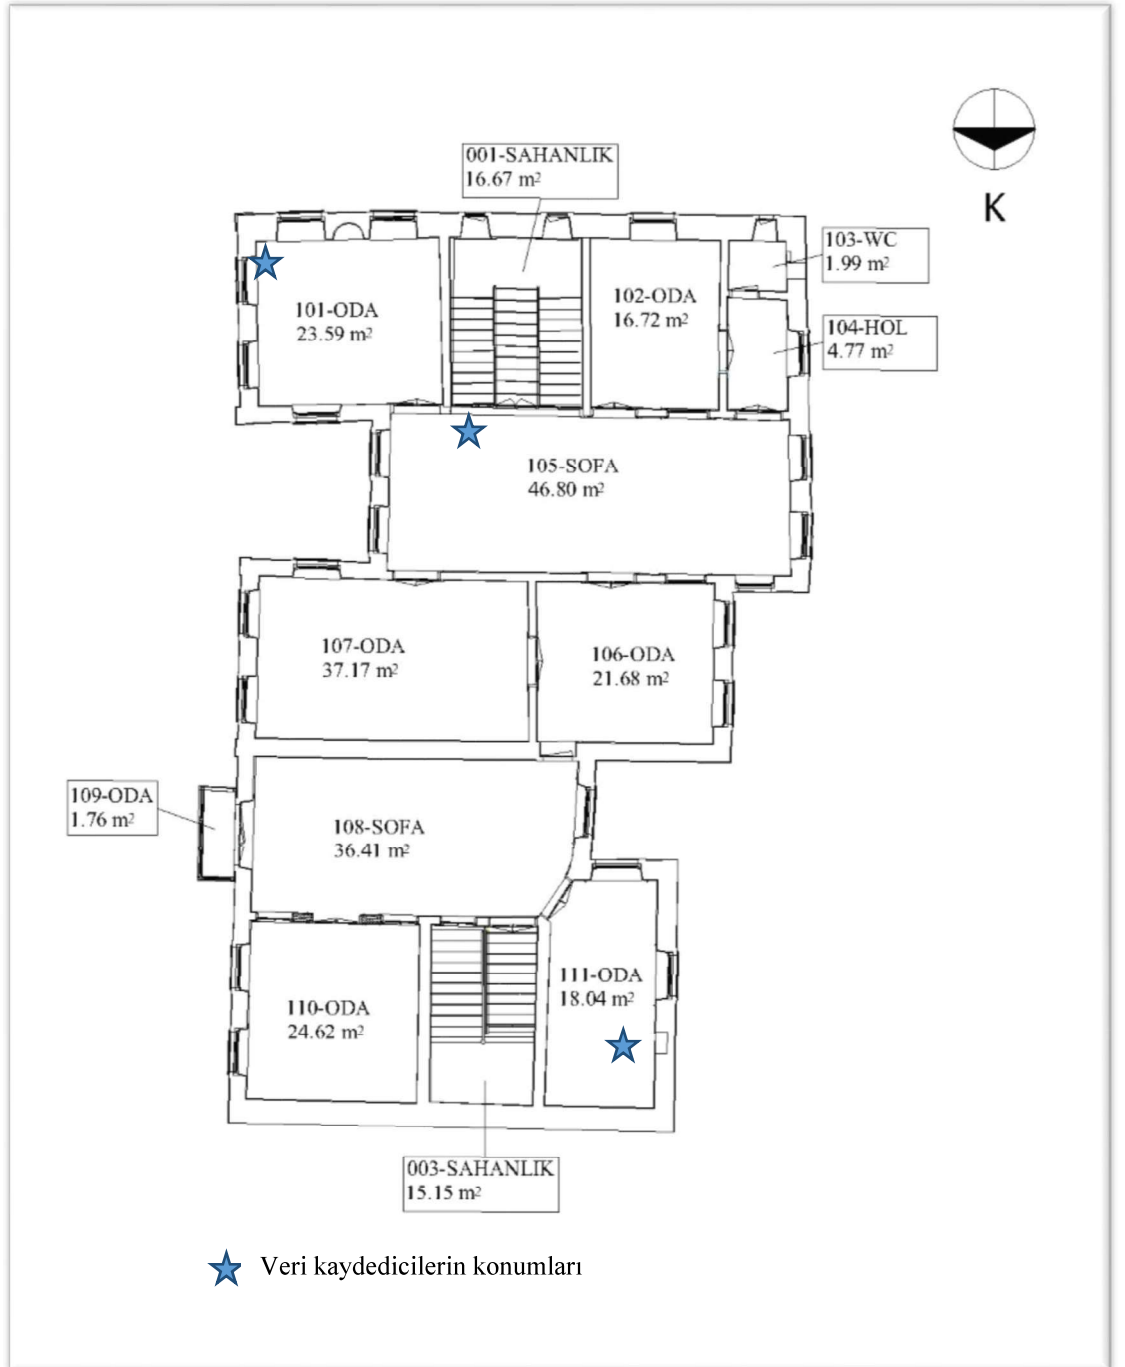 K
001-SAHANLIK
16.67 m²
103-WC
1.99 m²
101-ODA
23.59 m²
102-ODA
16.72 m²
104-HOL
4.77 m²
105-SOFA
46.80 m²
107-ODA
37.17 m²
106-ODA
21.68 m²
109-ODA
1.76 m²
108-SOFA
36.41 m²
111-ODA
18.04 m²
110-ODA
24.62 m²
003-SAHANLIK
15.15 m²
Veri kaydedicilerin konumları